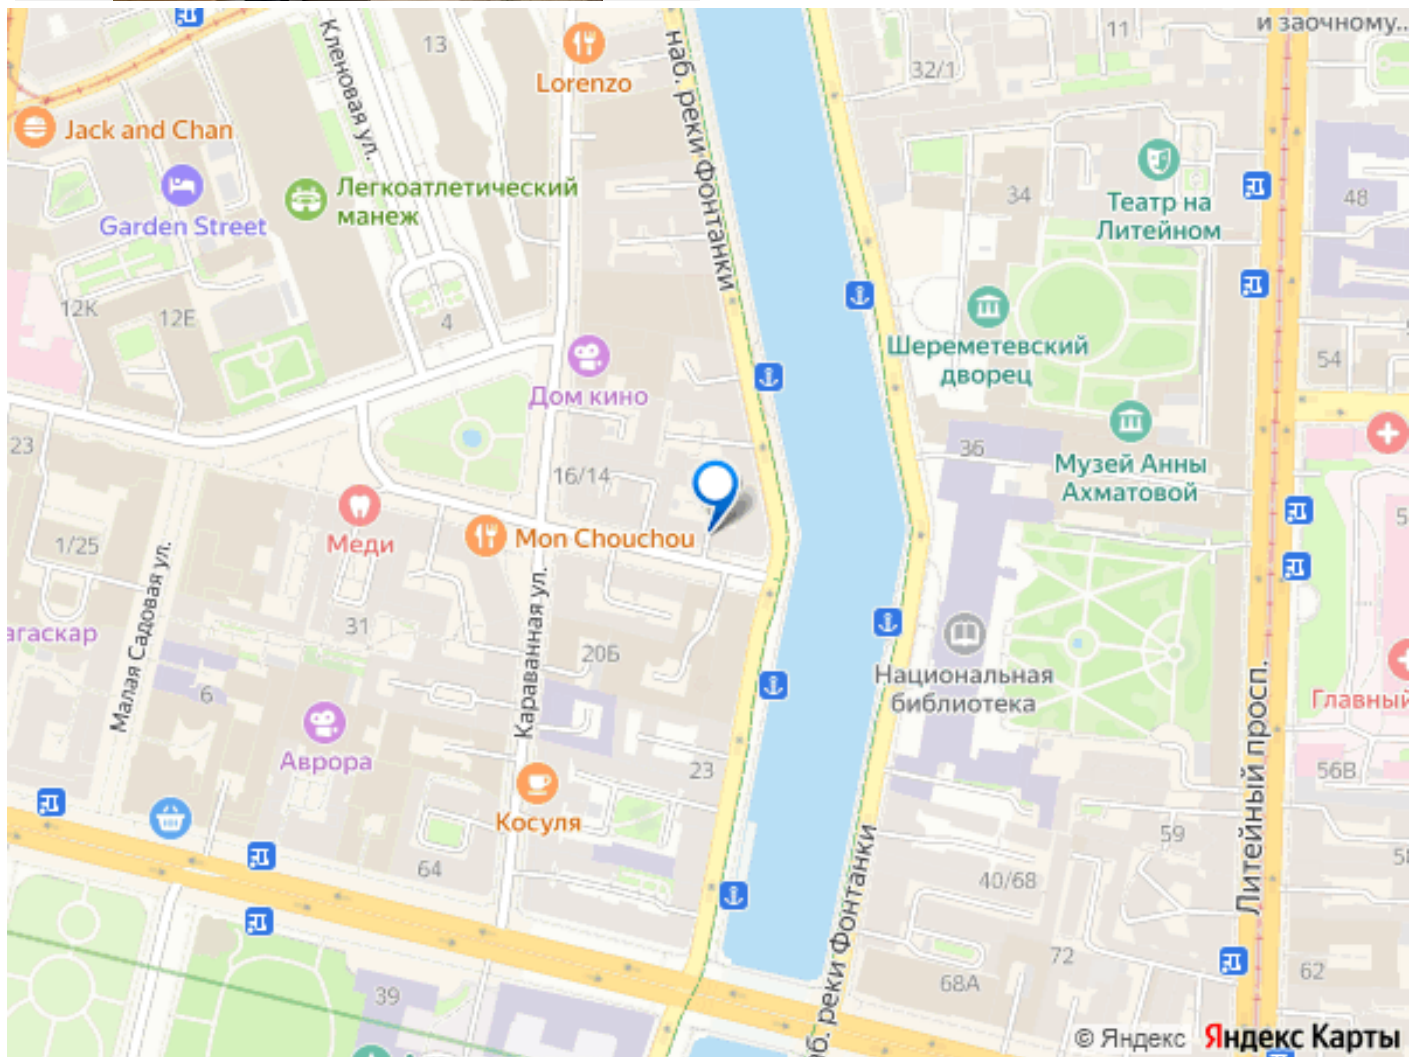 и заочному...
11
13
32/1
Lorenzo
Кленовая ул.
наб. реки Фонтанки
Jack and Chan
Легкоатлетический
манеж
Garden Street
Театр на
Литейном
34
48
12К
12Е
4
Шереметевский
дворец
54
Дом кино
23
16/14
36
Музей Анны
Ахматовой
Меди
Mon Chouchou
1/25
5
Малая Садовая ул.
Караванная ул.
агаскар
31
20Б
6
Национальная
библиотека
Главный
Литейный просп.
Аврора
23
56В
Косуля
59
5
64
40/68
наб. реки Фонтанки
72
68А
62
39
© Яндекс Яндекс Карты